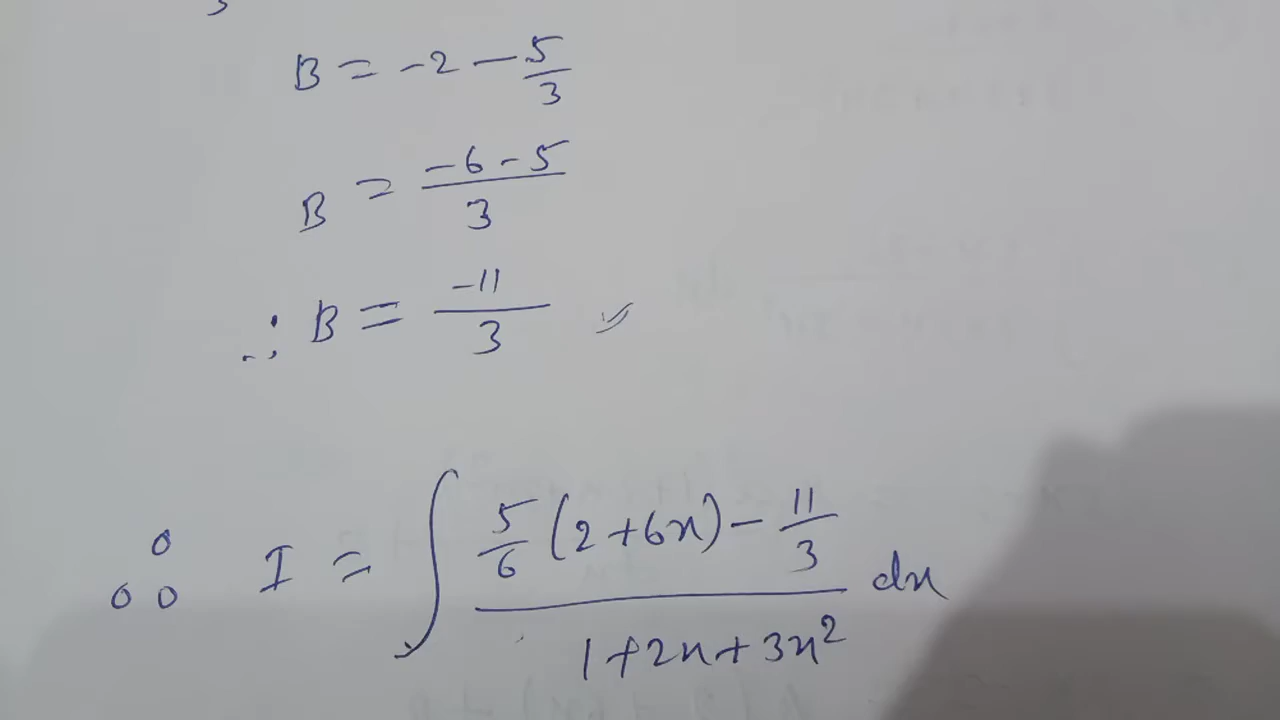 B = -2 - 5/3
B = -6-5/3
∴ B = -11/3
∴ I = ∫ 5/6 (2+6x) - 11/3 / 1+2x+3x² dx